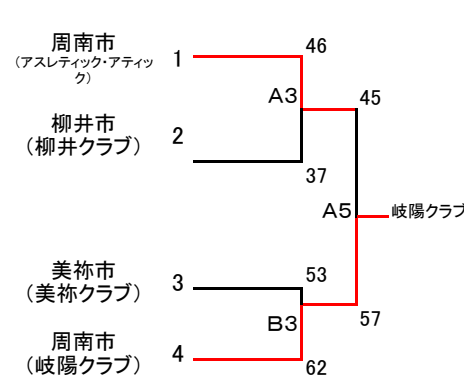 周南市
（アスレティック・アティッ
ク）
1
46
A3
45
柳井市
（柳井クラブ）
2
37
A5
岐陽クラブ
美祢市
（美祢クラブ）
3
53
B3
57
周南市
（岐陽クラブ）
4
62